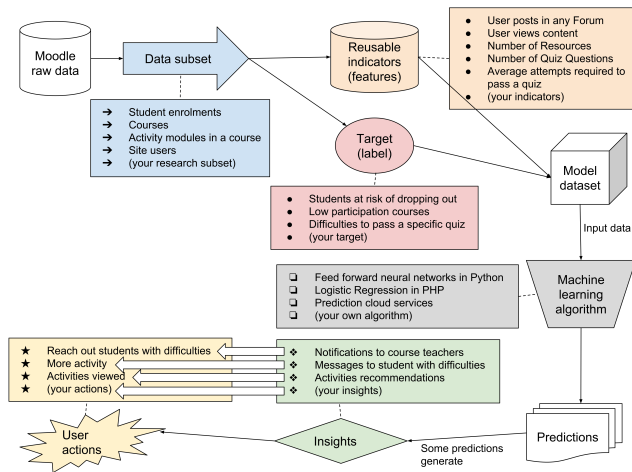 Moodle
raw data
Data subset
Reusable
indicators
(features)
● User posts in any Forum
● User views content
● Number of Resources
● Number of Quiz Questions
● Average attempts required to
pass a quiz
● (your indicators)
➔ Student enrolments
➔ Courses
➔ Activity modules in a course
➔ Site users
➔ (your research subset)
Target
(label)
Model
dataset
● Students at risk of dropping out
● Low participation courses
● Difficulties to pass a specific quiz
● (your target)
Input data
❏ Feed forward neural networks in Python
❏ Logistic Regression in PHP
❏ Prediction cloud services
❏ (your own algorithm)
Machine
learning
algorithm
★ Reach out students with difficulties
★ More activity
★ Activities viewed
★ (your actions)
❖ Notifications to course teachers
❖ Messages to student with difficulties
❖ Activities recommendations
❖ (your insights)
User
actions
Insights
Some predictions
generate
Predictions